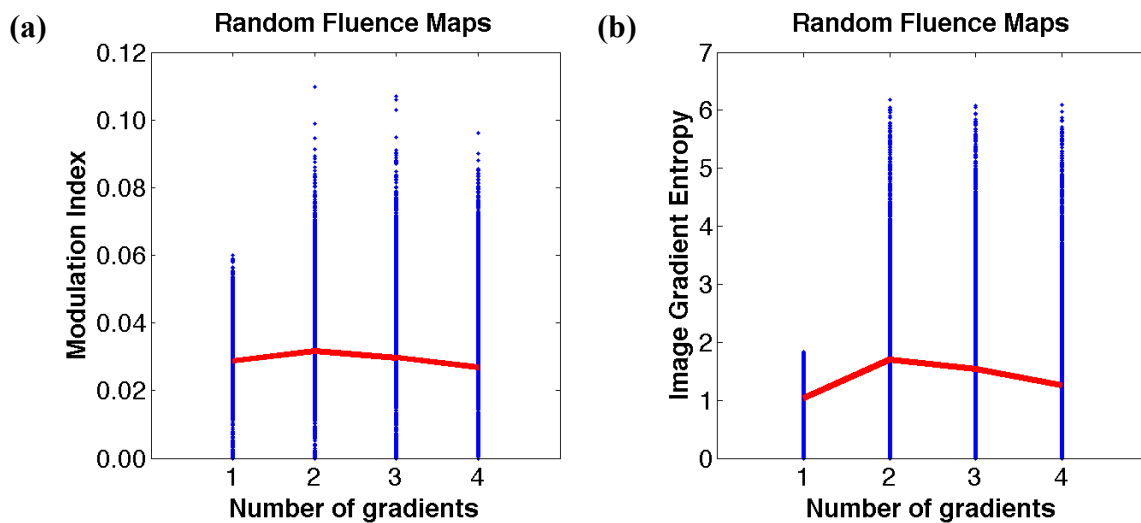 (a)
Random Fluence Maps
0.12
0.10
0.08
0.06
0.04
0.02
0.00
Modulation Index
1 2 3 4
Number of gradients
(b)
Random Fluence Maps
7
6
5
4
3
2
1
0
Image Gradient Entropy
1 2 3 4
Number of gradients